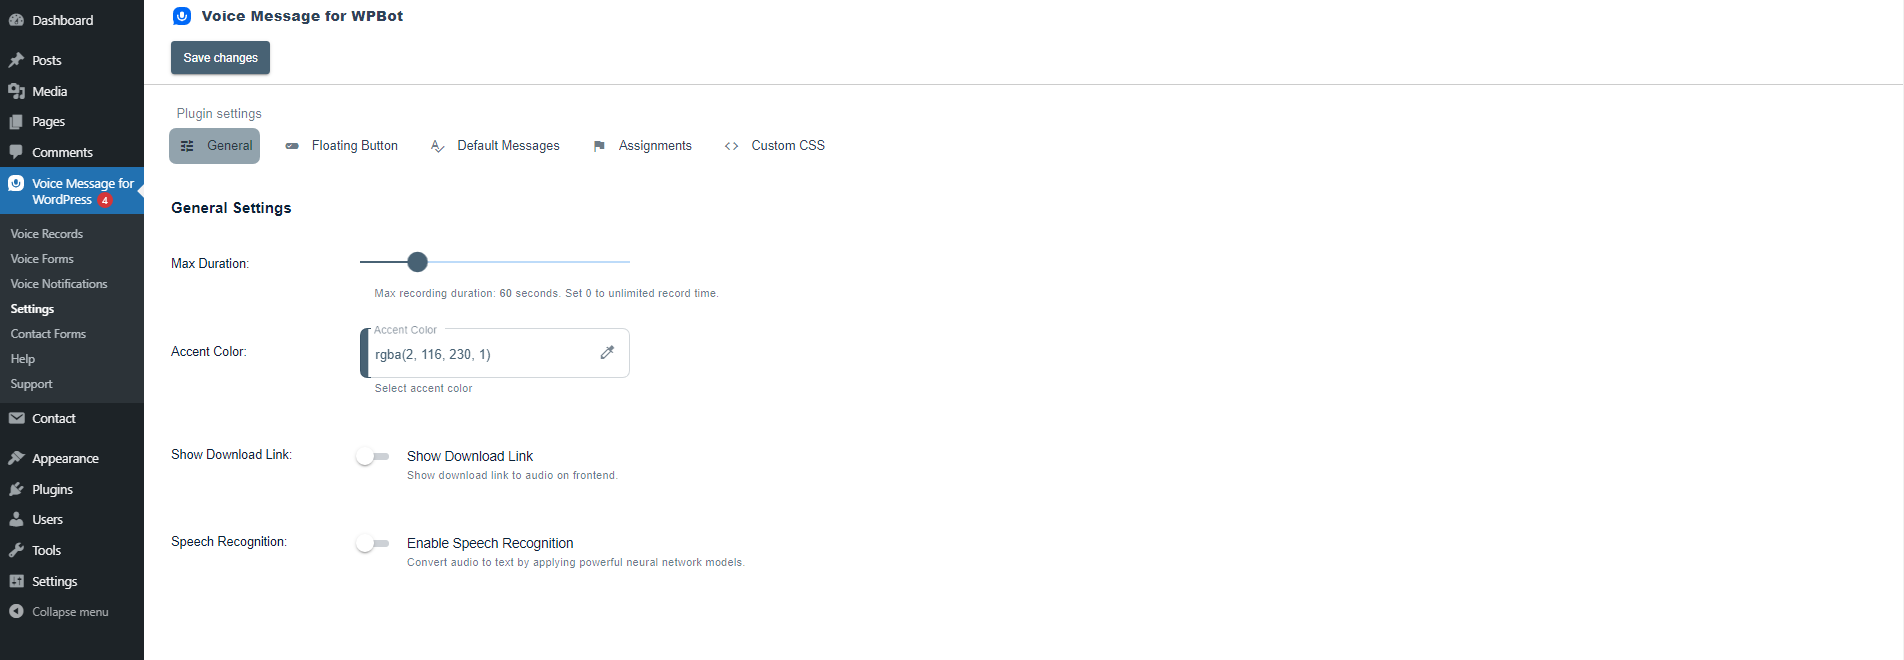 Dashboard
Posts
Media
Pages
Comments
Voice Message for
WordPress 4
Voice Records
Voice Forms
Voice Notifications
Settings
Contact Forms
Help
Support
Contact
Appearance
Plugins
Users
Tools
Settings
Collapse menu
Voice Message for WPBot
Save changes
Plugin settings
General Floating Button Default Messages Assignments Custom CSS
General Settings
Max Duration:
Max recording duration: 60 seconds. Set 0 to unlimited record time.
Accent Color:
Accent Color
rgba(2, 116, 230, 1)
Select accent color
Show Download Link:
Show Download Link
Show download link to audio on frontend.
Speech Recognition:
Enable Speech Recognition
Convert audio to text by applying powerful neural network models.